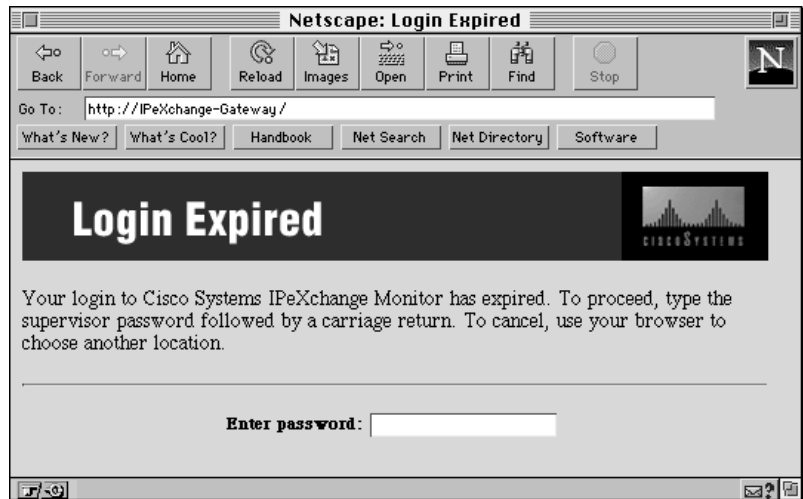 Netscape: Login Expired
Back Forward Home Reload Images Open Print Find Stop
N
Go To: http://IPeXchange-Gateway/
What's New? What's Cool? Handbook Net Search Net Directory Software
Login Expired
CISCO SYSTEMS
Your login to Cisco Systems IPeXchange Monitor has expired. To proceed, type the
supervisor password followed by a carriage return. To cancel, use your browser to
choose another location.
Enter password:
?